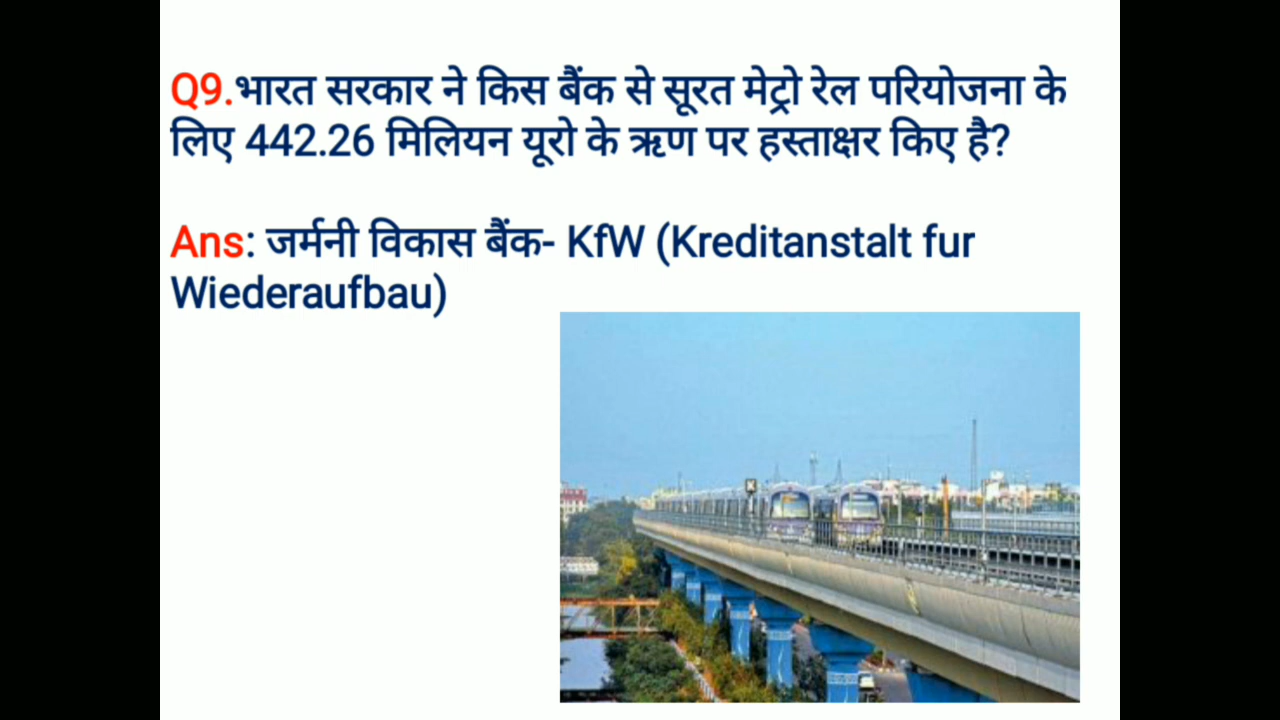 Q9.भारत सरकार ने किस बैंक से सूरत मेट्रो रेल परियोजना के
लिए 442.26 मिलियन यूरो के ऋण पर हस्ताक्षर किए है?
Ans: जर्मनी विकास बैंक- KfW (Kreditanstalt fur
Wiederaufbau)